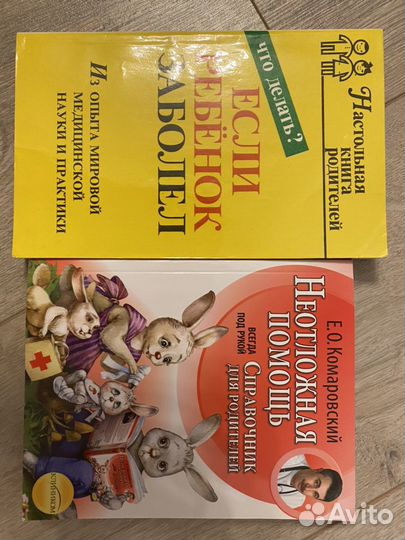 Настольная
книга
родителей
что делать?
ЕСЛИ
РЕБЁНОК
ЗАБОЛЕЛ
Из опыта мировой
медицинской
науки и практики
Е.О. Комаровский
Неотложная
помощь
всегда
под рукой
Справочник
для родителей
Avito